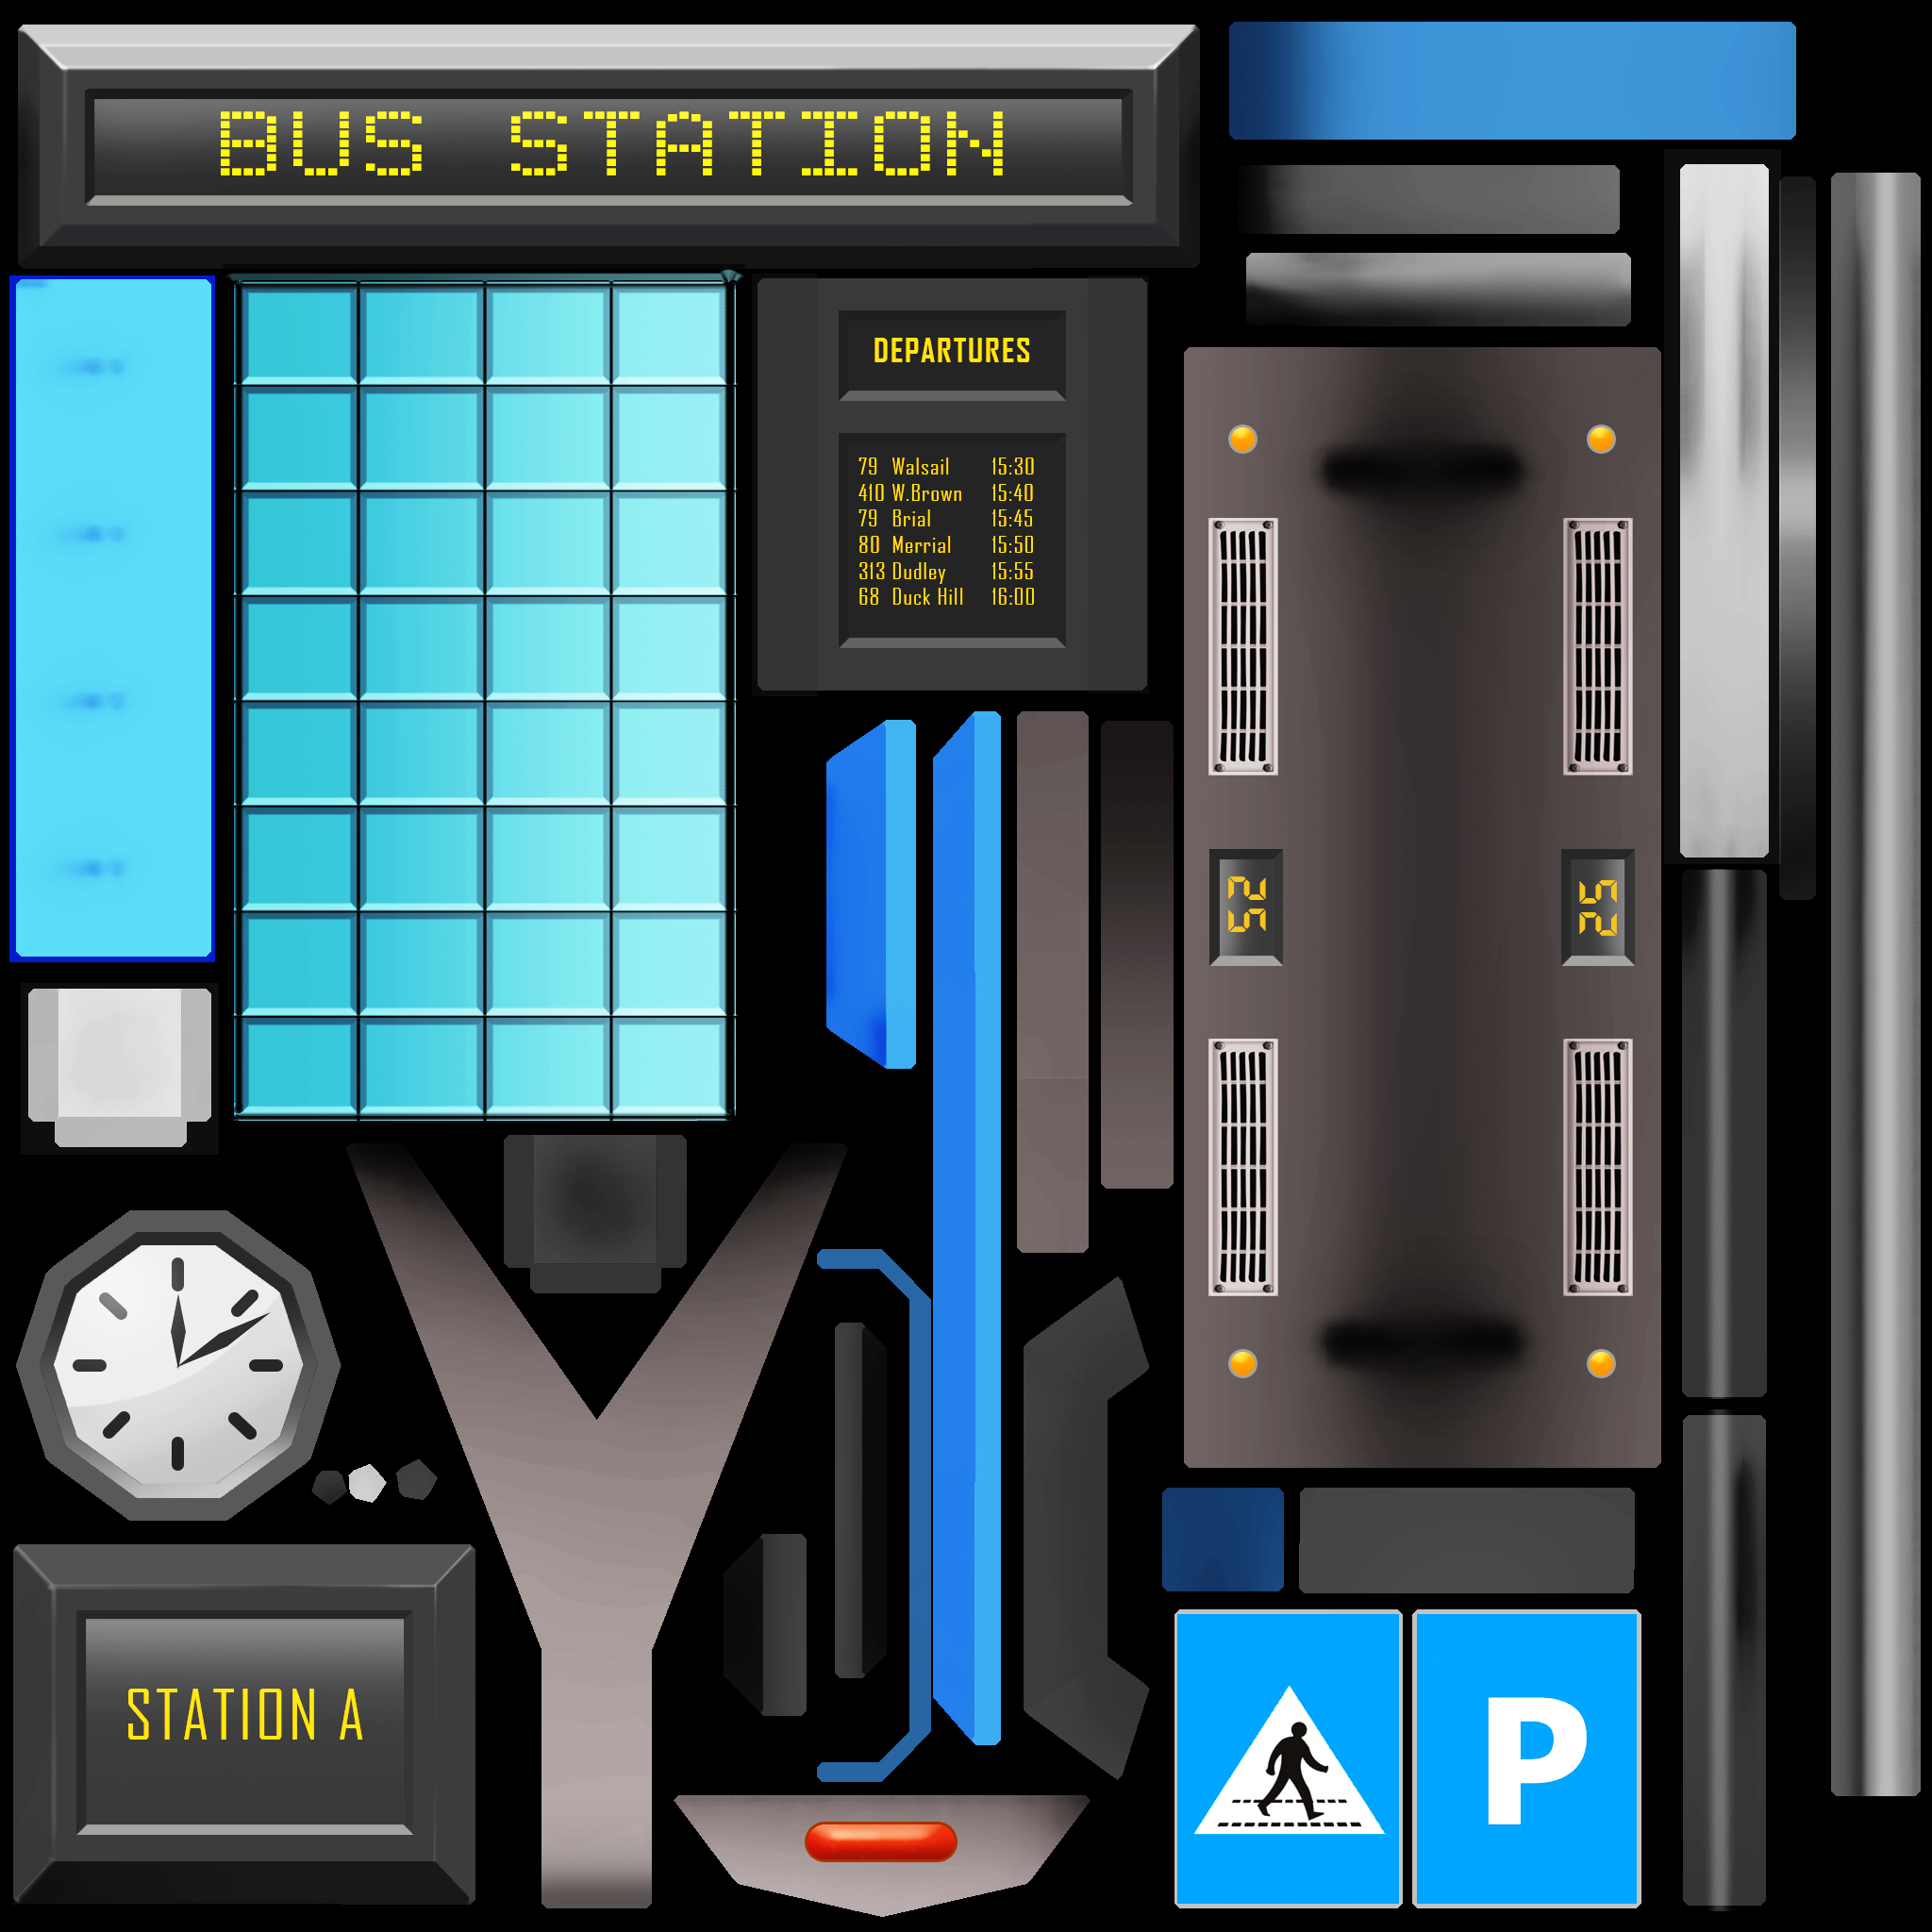 BUS STATION
DEPARTURES
79 Walsail 15:30
410 W.Brown 15:40
79 Brial 15:45
80 Merrial 15:50
313 Dudley 15:55
68 Duck Hill 16:00
25
25
STATION A
P